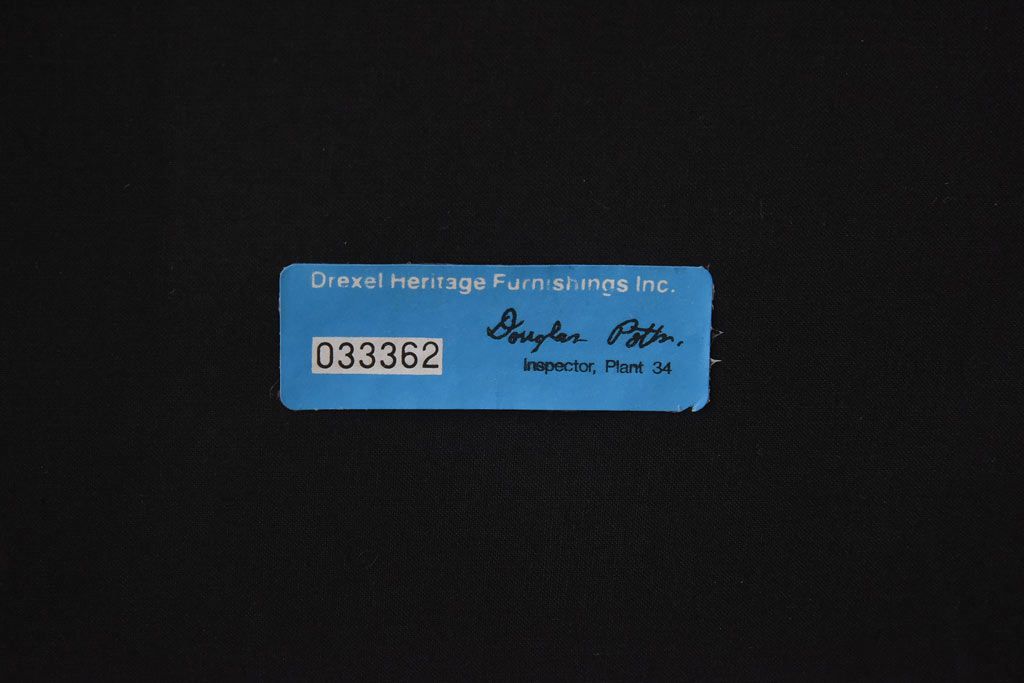 Drexel Heritage Furnishings Inc.
Douglas
033362
Inspector, Plant 34